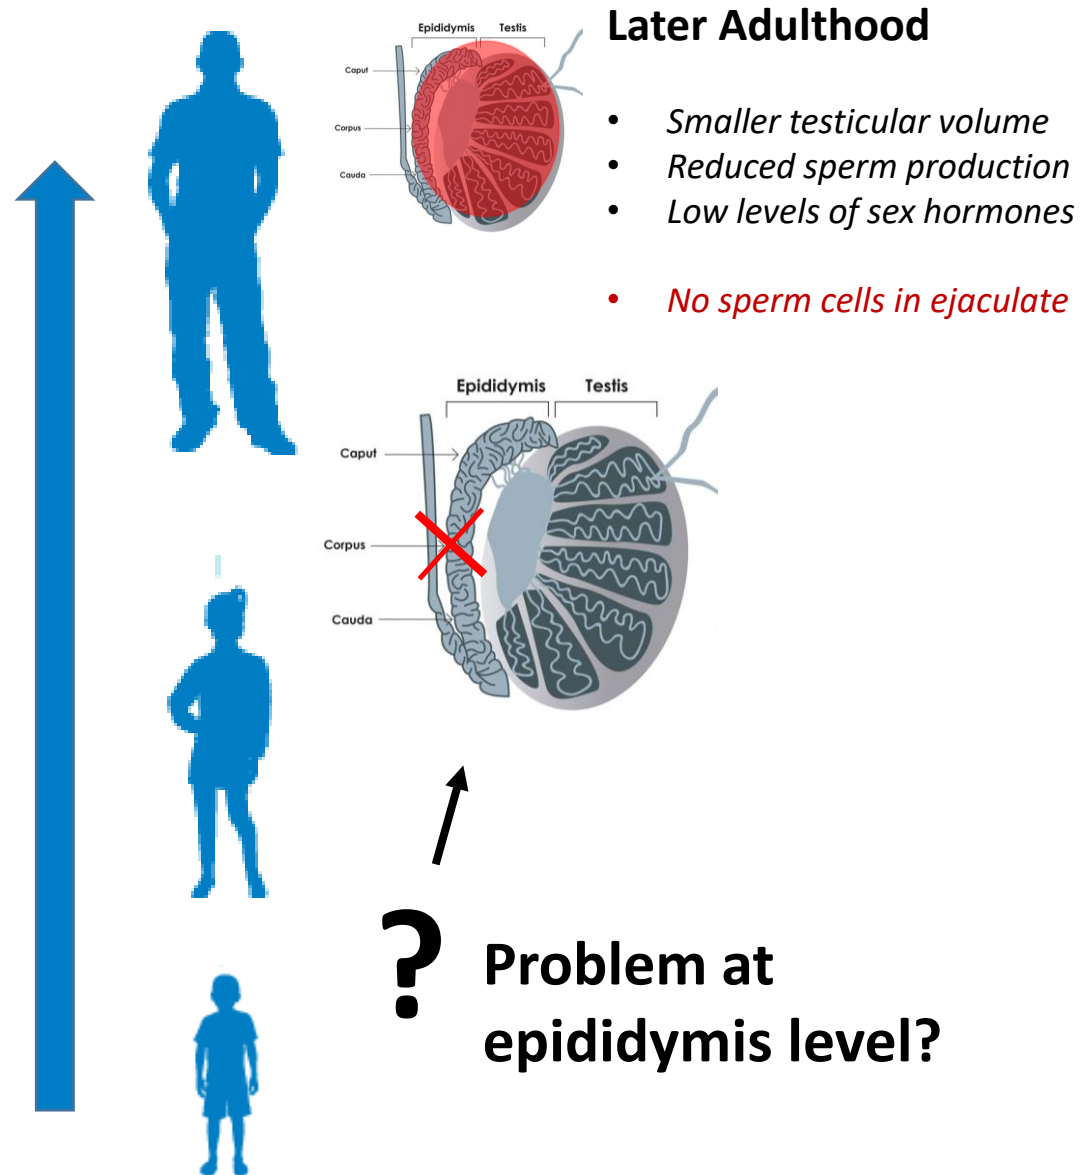 Later Adulthood
Epididymis Testis
Caput
Corpus
Cauda
• Smaller testicular volume
• Reduced sperm production
• Low levels of sex hormones
• No sperm cells in ejaculate
Epididymis Testis
Caput
Corpus
Cauda
?
Problem at
epididymis level?